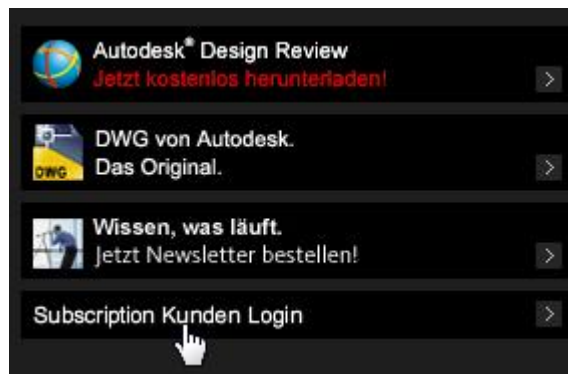 Autodesk® Design Review
Jetzt kostenlos herunterladen!
DWG von Autodesk.
Das Original.
DWG
Wissen, was läuft.
Jetzt Newsletter bestellen!
Subscription Kunden Login